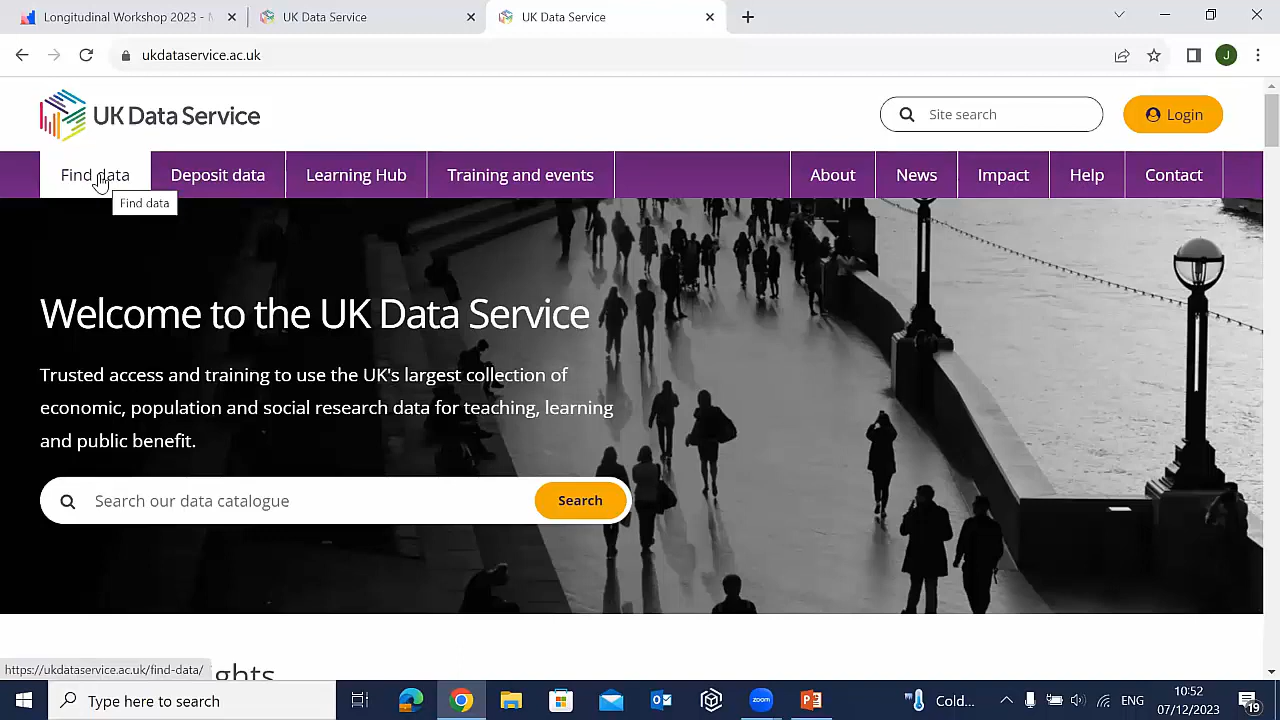 Longitudinal Workshop 2023 -
UK Data Service
UK Data Service
ukdataservice.ac.uk
J
UK Data Service
Site search
Login
Find data
Deposit data
Learning Hub
Training and events
About
News
Impact
Help
Contact
Find data
Welcome to the UK Data Service
Trusted access and training to use the UK's largest collection of
economic, population and social research data for teaching, learning
and public benefit.
Search our data catalogue
Search
https://ukdataservice.ac.uk/find-data/
ghts
Type here to search
zoom
Cold...
ENG
10:52
07/12/2023
19